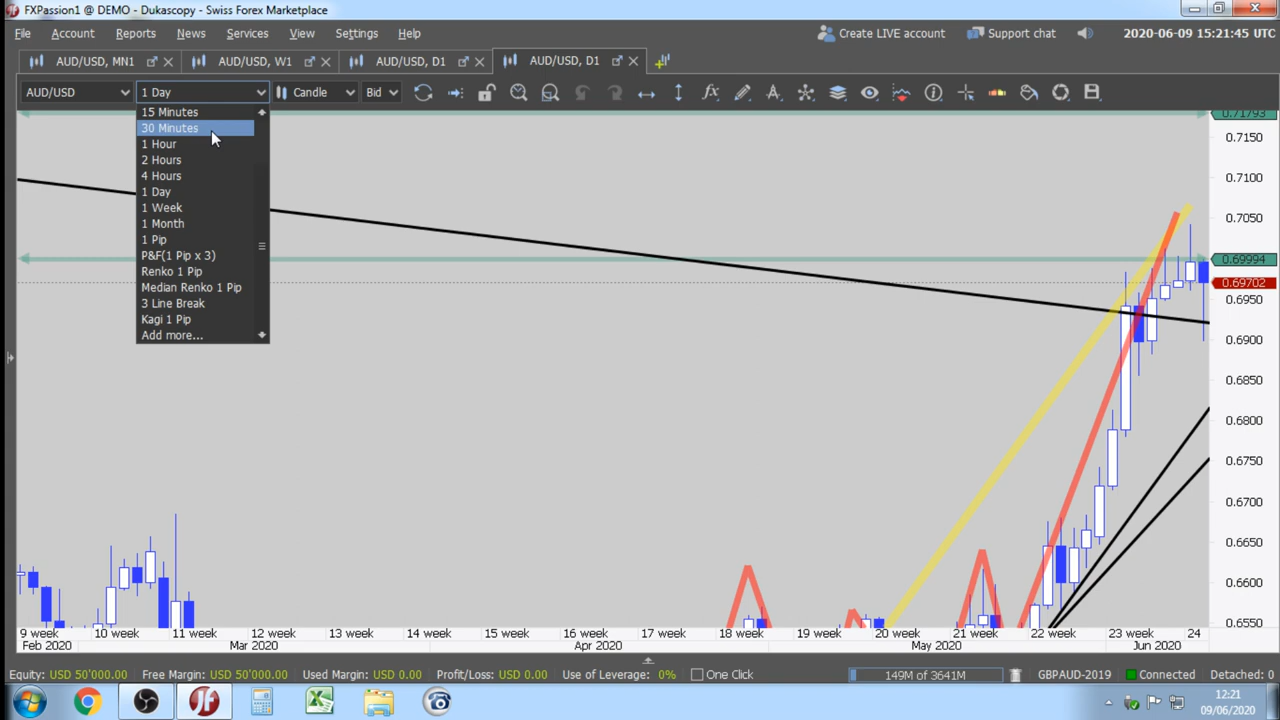 FXPassion1 @ DEMO - Dukascopy - Swiss Forex Marketplace
File Account Reports News Services View Settings Help
Create LIVE account Support chat 2020-06-09 15:21:45 UTC
AUD/USD, MN1 AUD/USD, W1 AUD/USD, D1 AUD/USD, D1
AUD/USD 1 Day Candle Bid
15 Minutes
30 Minutes
1 Hour
2 Hours
4 Hours
1 Day
1 Week
1 Month
1 Pip
P&F(1 Pip x 3)
Renko 1 Pip
Median Renko 1 Pip
3 Line Break
Kagi 1 Pip
Add more...
0.71793
0.7150
0.7100
0.7050
0.69994
0.69702
0.6950
0.6900
0.6850
0.6800
0.6750
0.6700
0.6650
0.6600
0.6550
9 week 10 week 11 week 12 week 13 week 14 week 15 week 16 week 17 week 18 week 19 week 20 week 21 week 22 week 23 week 24
Feb 2020 Mar 2020 Apr 2020 May 2020 Jun 2020
Equity: USD 50'000.00 Free Margin: USD 50'000.00 Used Margin: USD 0.00 Profit/Loss: USD 0.00 Use of Leverage: 0% One Click 149M of 3641M GBPAUD-2019 Connected Detached: 0
12:21
09/06/2020